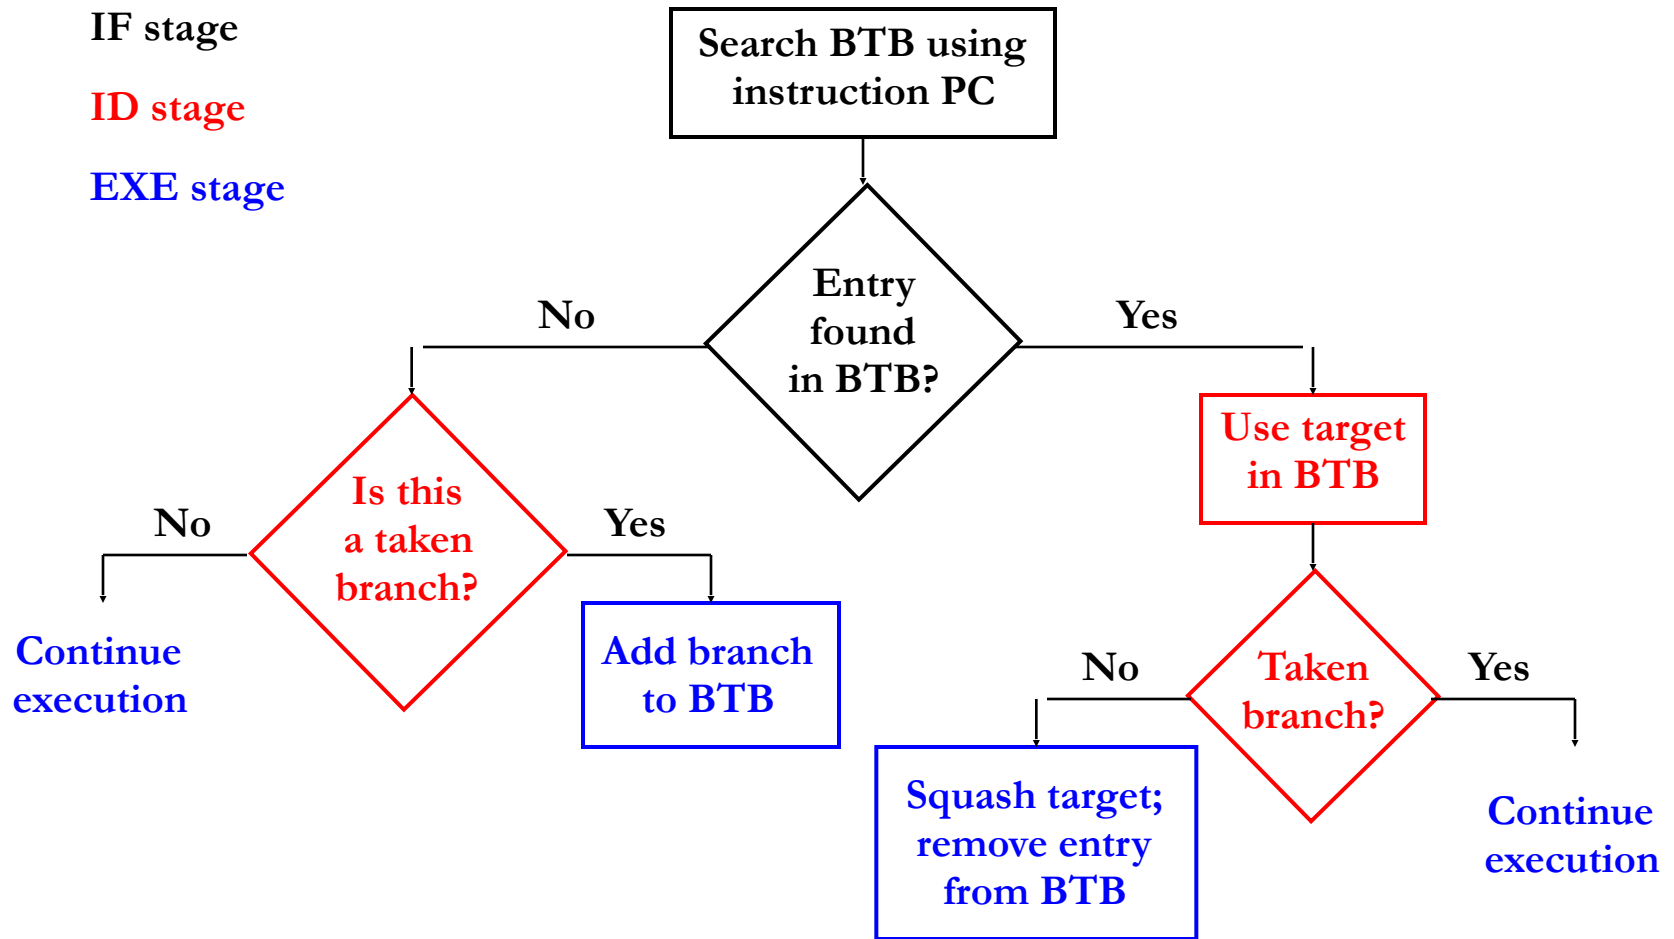 IF stage
ID stage
EXE stage
Search BTB using
instruction PC
Entry
found
in BTB?
No
Yes
Is this
a taken
branch?
No
Yes
Continue
execution
Add branch
to BTB
Use target
in BTB
Taken
branch?
No
Yes
Squash target;
remove entry
from BTB
Continue
execution